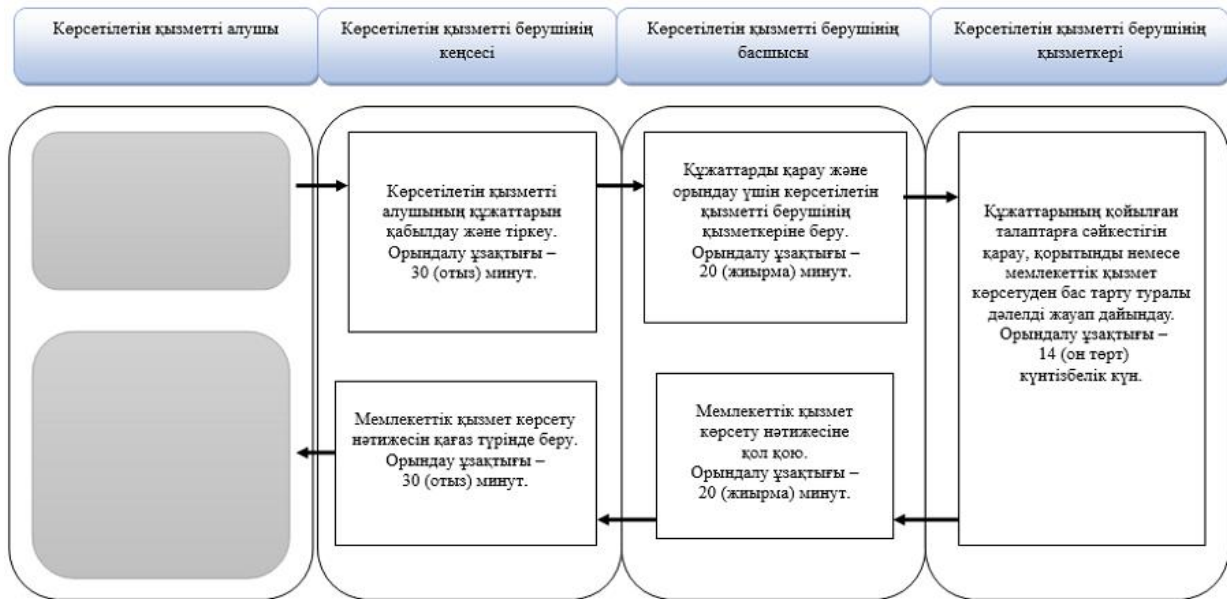 Көрсетілетін қызметті алушы
Көрсетілетін қызметті берушінің
кеңсесі
Көрсетілетін қызметті берушінің
басшысы
Көрсетілетін қызметті берушінің
қызметкері
Көрсетілетін қызметті
алушының құжаттарын
қабылдау және тіркеу.
Орындалу ұзақтығы –
30 (отыз) минут.
Құжаттарды қарау және
орындау үшін көрсетілетін
қызметті берушінің
қызметкеріне беру.
Орындалу ұзақтығы –
20 (жиырма) минут.
Құжаттарының қойылған
талаптарға сәйкестігін
қарау, қорытынды немесе
мемлекеттік қызмет
көрсетуден бас тарту туралы
дәлелді жауап дайындау.
Орындалу ұзақтығы –
14 (он төрт)
күнтізбелік күн.
Мемлекеттік қызмет көрсету
нәтижесін қағаз түрінде беру.
Орындау ұзақтығы –
30 (отыз) минут.
Мемлекеттік қызмет
көрсету нәтижесіне
қол қою.
Орындалу ұзақтығы –
20 (жиырма) минут.